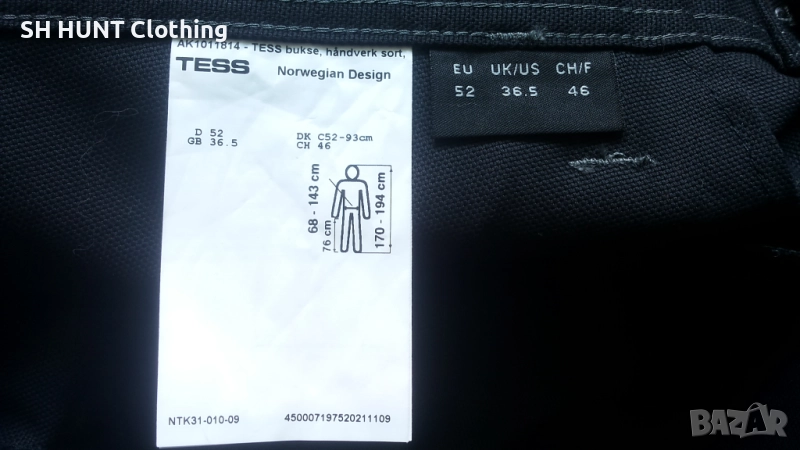 SH HUNT Clothing
AK1011814 - TESS bukse, håndverk sort,
TESS
Norwegian Design
D 52
GB 36.5
DK C52-93cm
CH 46
68 - 143 cm
76 cm
170 - 194 cm
NTK31-010-09
450007197520211109
EU UK/US CH/F
52 36.5 46
BAZAR